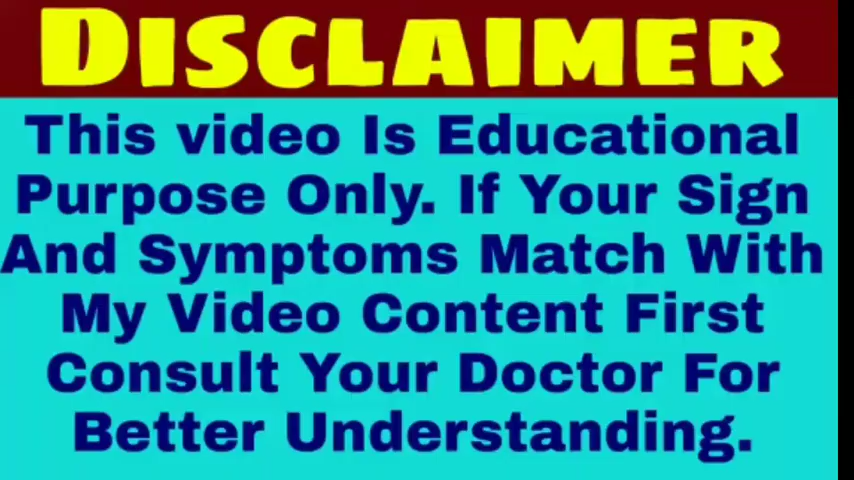 DISCLAIMER
This video Is Educational
Purpose Only. If Your Sign
And Symptoms Match With
My Video Content First
Consult Your Doctor For
Better Understanding.